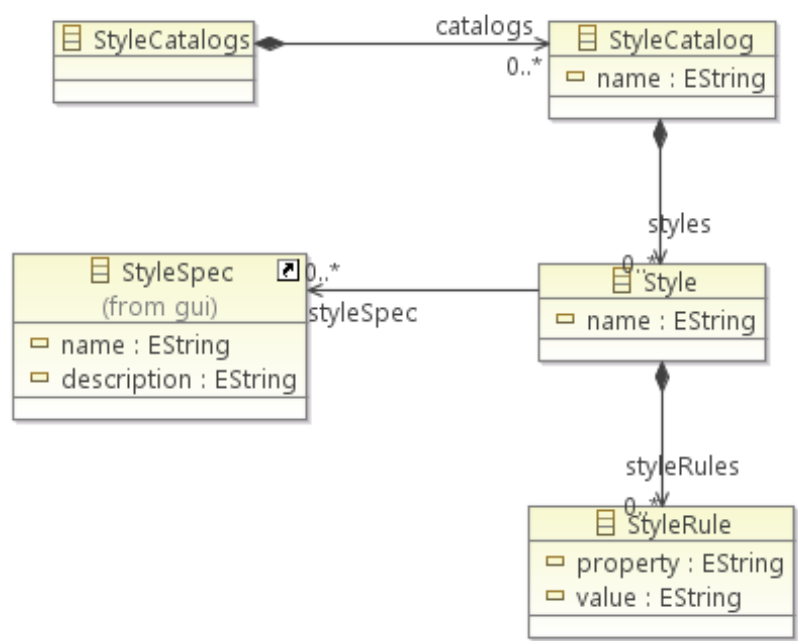 StyleCatalogs
catalogs
0..*
StyleCatalog
name : EString
styles
0..*
StyleSpec
(from gui)
name : EString
description : EString
0..*
styleSpec
Style
name : EString
styleRules
0..*
StyleRule
property : EString
value : EString